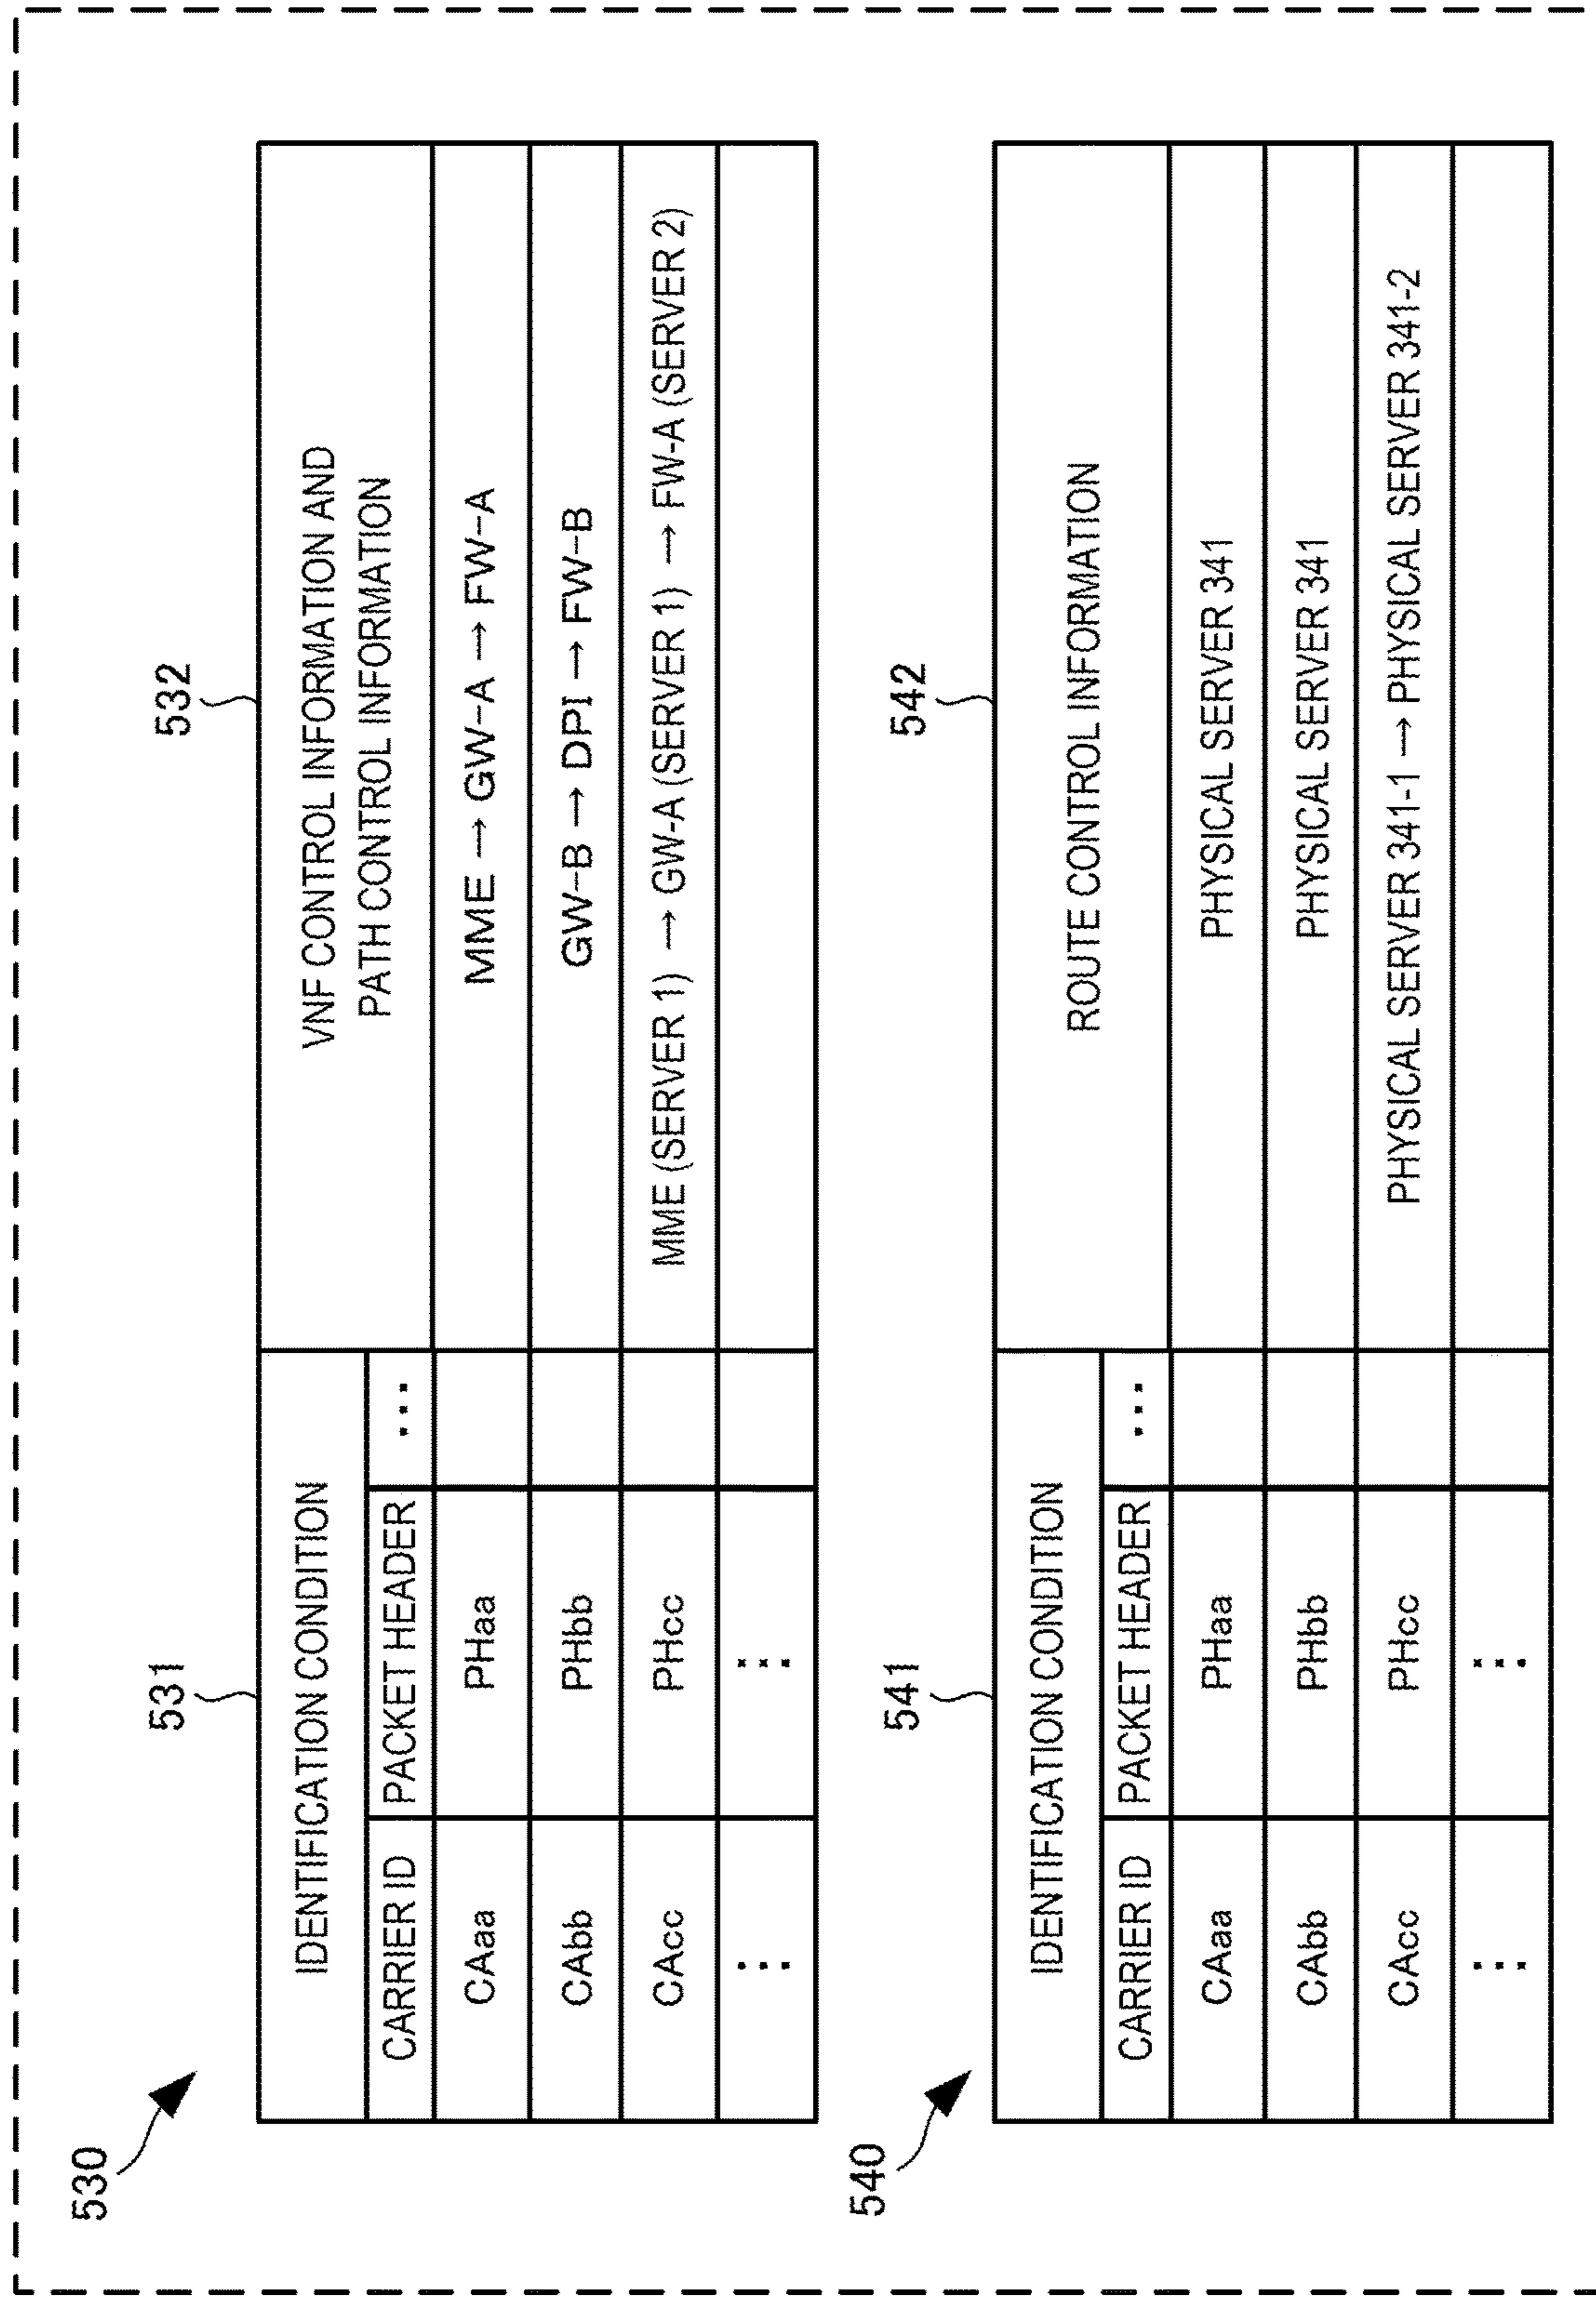 530
531
532
IDENTIFICATION CONDITION
VNF CONTROL INFORMATION AND
PATH CONTROL INFORMATION
CARRIER ID PACKET HEADER ...
CAaa PHaa MME → GW-A → FW-A
CAbb PHbb GW-B → DPI → FW-B
CAcc PHcc MME (SERVER 1) → GW-A (SERVER 1) → FW-A (SERVER 2)
⋮ ⋮
540
541
542
IDENTIFICATION CONDITION
ROUTE CONTROL INFORMATION
CARRIER ID PACKET HEADER ...
CAaa PHaa PHYSICAL SERVER 341
CAbb PHbb PHYSICAL SERVER 341
CAcc PHcc PHYSICAL SERVER 341-1 → PHYSICAL SERVER 341-2
⋮ ⋮